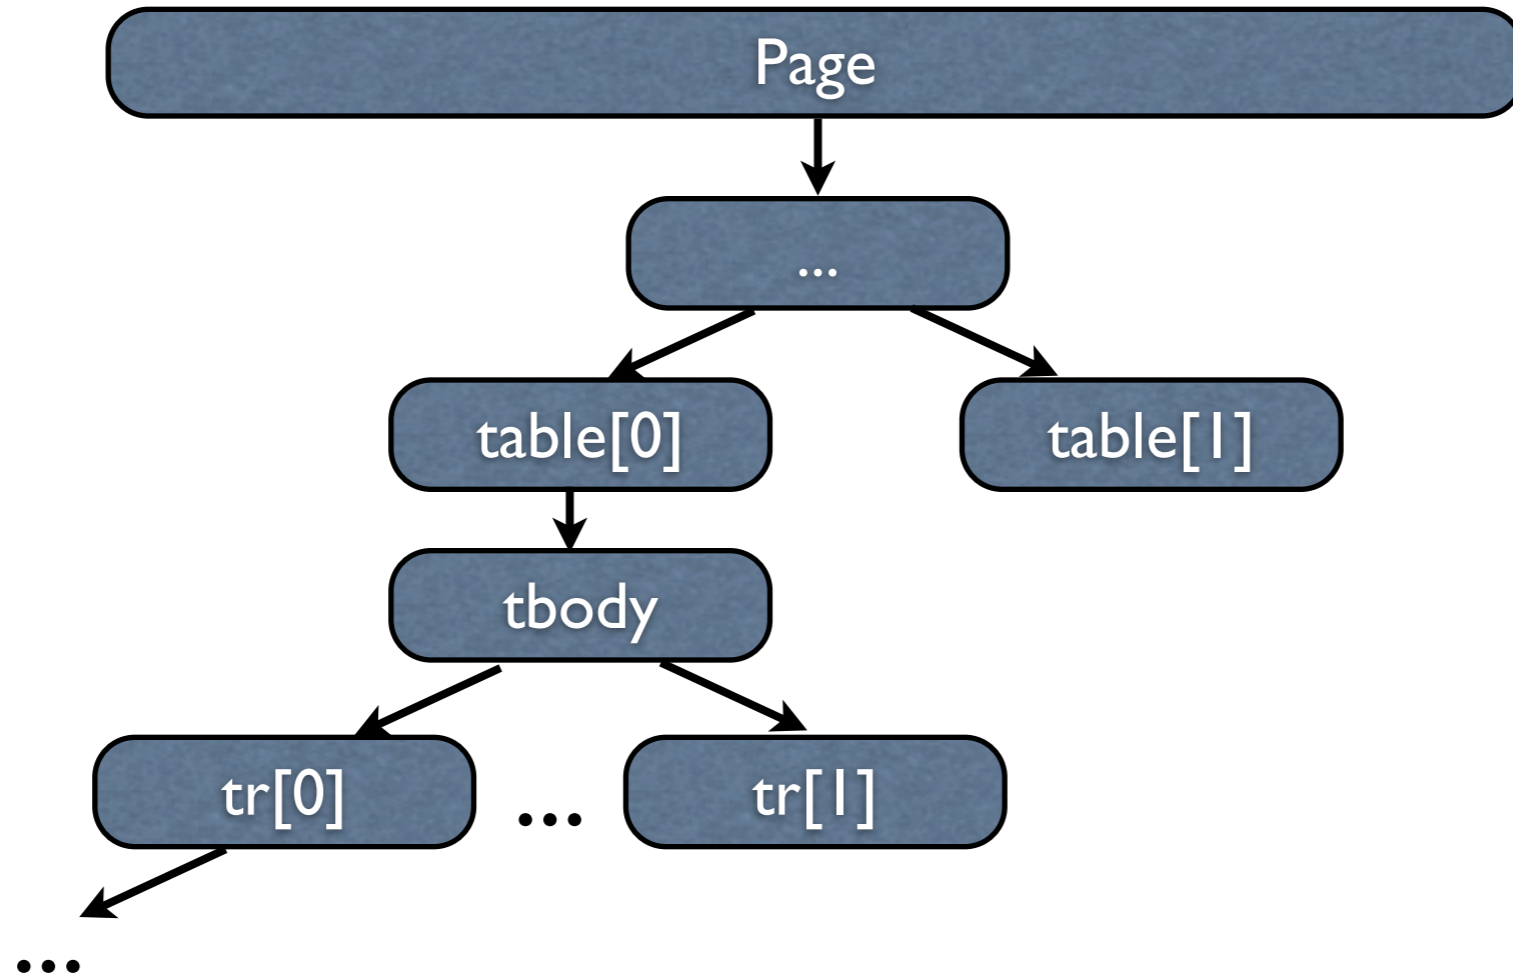 Page
...
table[0]
table[1]
tbody
tr[0]
...
tr[1]
...